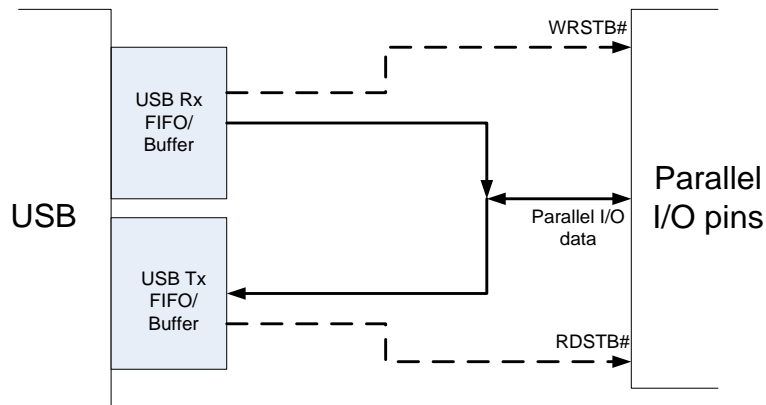 WRSTB#
USB Rx
FIFO/
Buffer
USB
Parallel
I/O pins
Parallel I/O
data
USB Tx
FIFO/
Buffer
RDSTB#